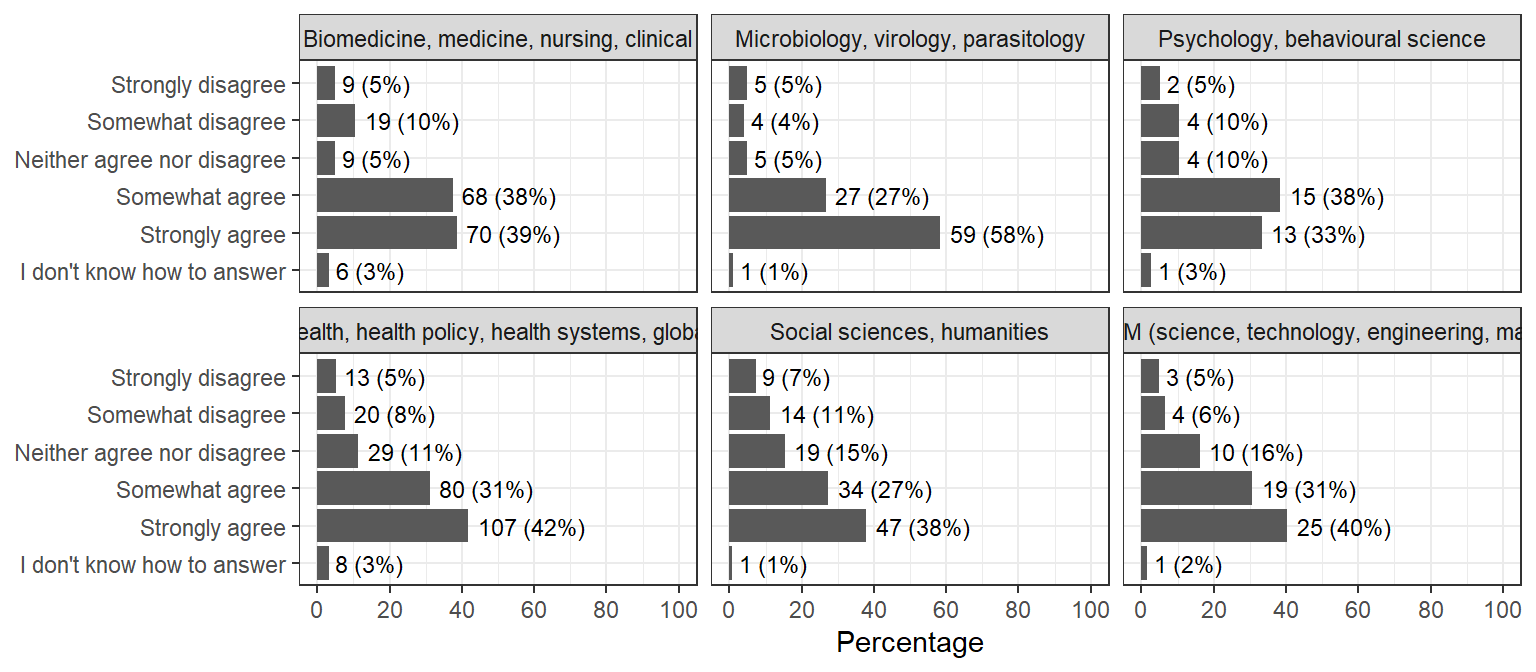 Biomedicine, medicine, nursing, clinical
Microbiology, virology, parasitology
Psychology, behavioural science
Strongly disagree
Somewhat disagree
Neither agree nor disagree
Somewhat agree
Strongly agree
I don't know how to answer
9 (5%)
19 (10%)
9 (5%)
68 (38%)
70 (39%)
6 (3%)
5 (5%)
4 (4%)
5 (5%)
27 (27%)
59 (58%)
1 (1%)
2 (5%)
4 (10%)
4 (10%)
15 (38%)
13 (33%)
1 (3%)
health, health policy, health systems,
Social sciences, humanities
M (science, technology, engineering,
Strongly disagree
Somewhat disagree
Neither agree nor disagree
Somewhat agree
Strongly agree
I don't know how to answer
13 (5%)
20 (8%)
29 (11%)
80 (31%)
107 (42%)
8 (3%)
9 (7%)
14 (11%)
19 (15%)
34 (27%)
47 (38%)
1 (1%)
3 (5%)
4 (6%)
10 (16%)
19 (31%)
25 (40%)
1 (2%)
0 20 40 60 80 100
0 20 40 60 80 100
0 20 40 60 80 100
Percentage